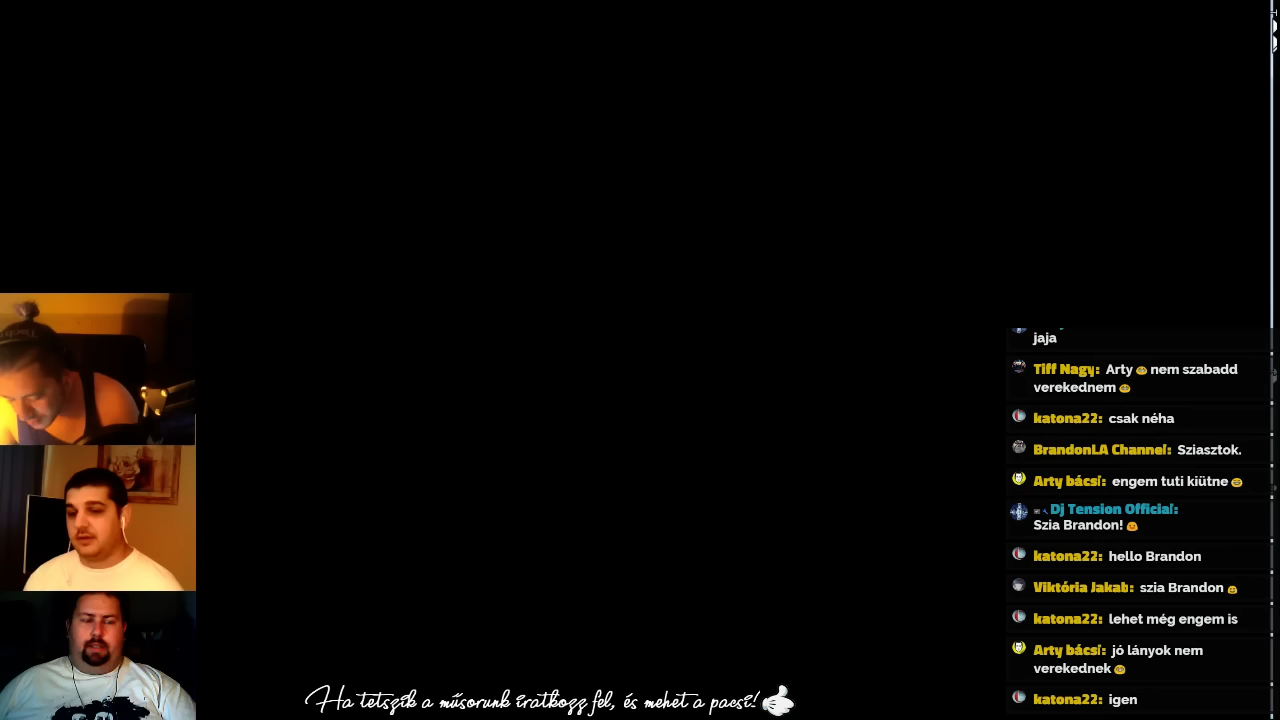 jaja
Tiff Nagy: Arty nem szabadd
verekednem
katona22: csak néha
BrandonLA Channel: Sziasztok.
Arty bácsi: engem tuti kiütne
Dj Tension Official:
Szia Brandon!
katona22: hello Brandon
Viktória Jakab: szia Brandon
katona22: lehet még engem is
Arty bácsi: jó lányok nem
verekednek
katona22: igen
Ha tetszik a műsorunk iratkozz fel, és mehet a pacsi!